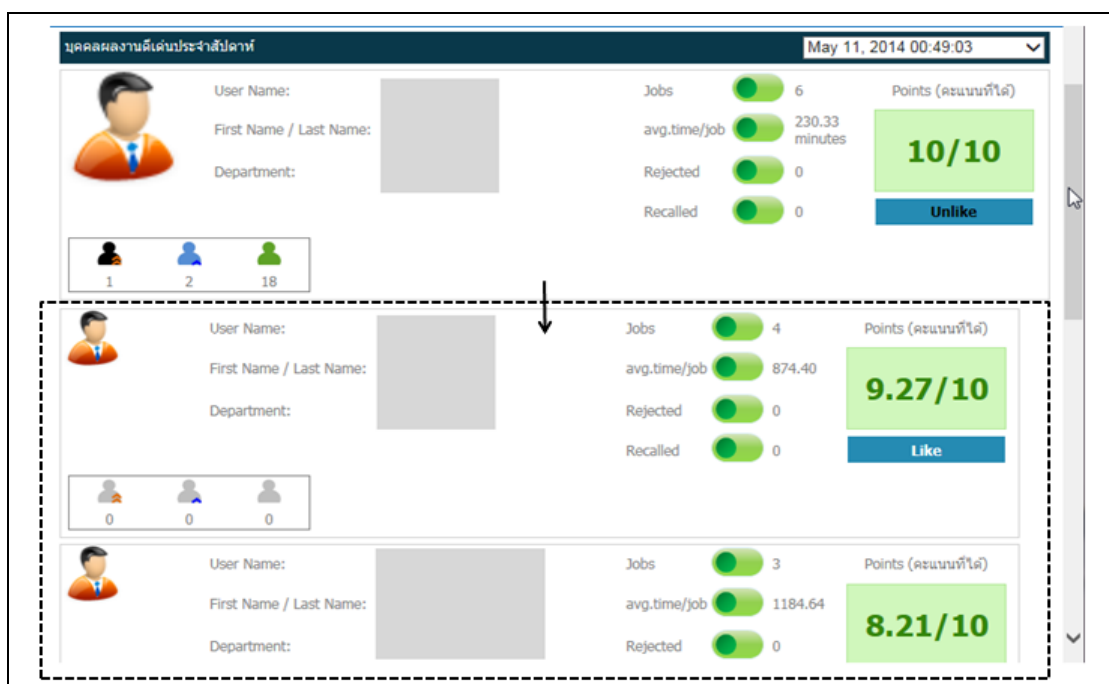 บุคคลผลงานดีเด่นประจำสัปดาห์ May 11, 2014 00:49:03
User Name: Jobs 6 Points (คะแนนที่ได้)
First Name / Last Name: avg.time/job 230.33 minutes 10/10
Department: Rejected 0
Recalled 0 Unlike
1 2 18
User Name: Jobs 4 Points (คะแนนที่ได้)
First Name / Last Name: avg.time/job 874.40 9.27/10
Department: Rejected 0
Recalled 0 Like
0 0 0
User Name: Jobs 3 Points (คะแนนที่ได้)
First Name / Last Name: avg.time/job 1184.64 8.21/10
Department: Rejected 0